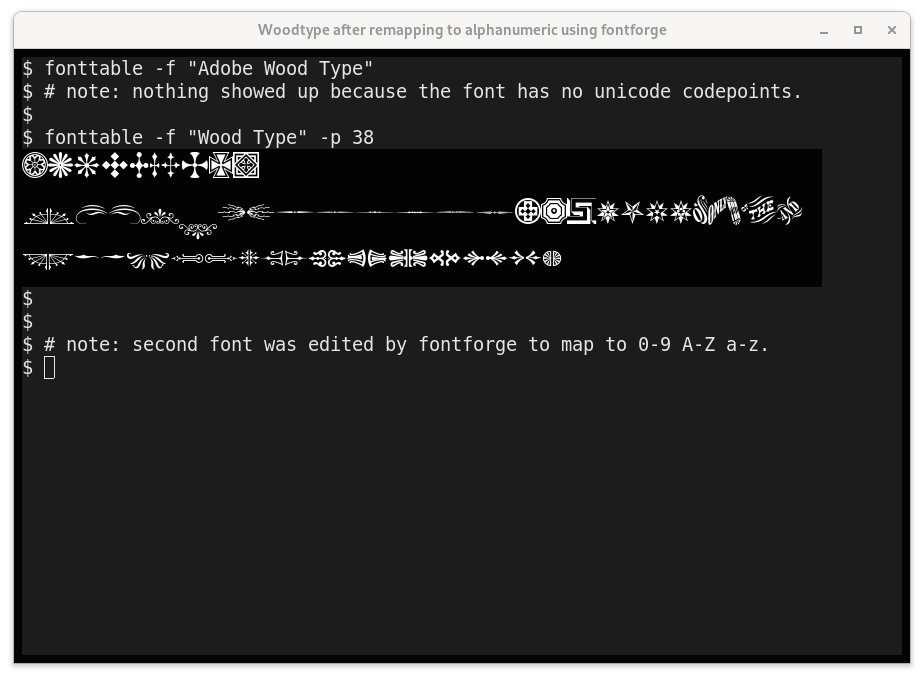 Woodtype after remapping to alphanumeric using fontforge
$ fonttable -f "Adobe Wood Type"
$ # note: nothing showed up because the font has no unicode codepoints.
$
$ fonttable -f "Wood Type" -p 38
THE
$
$
$ # note: second font was edited by fontforge to map to 0-9 A-Z a-z.
$